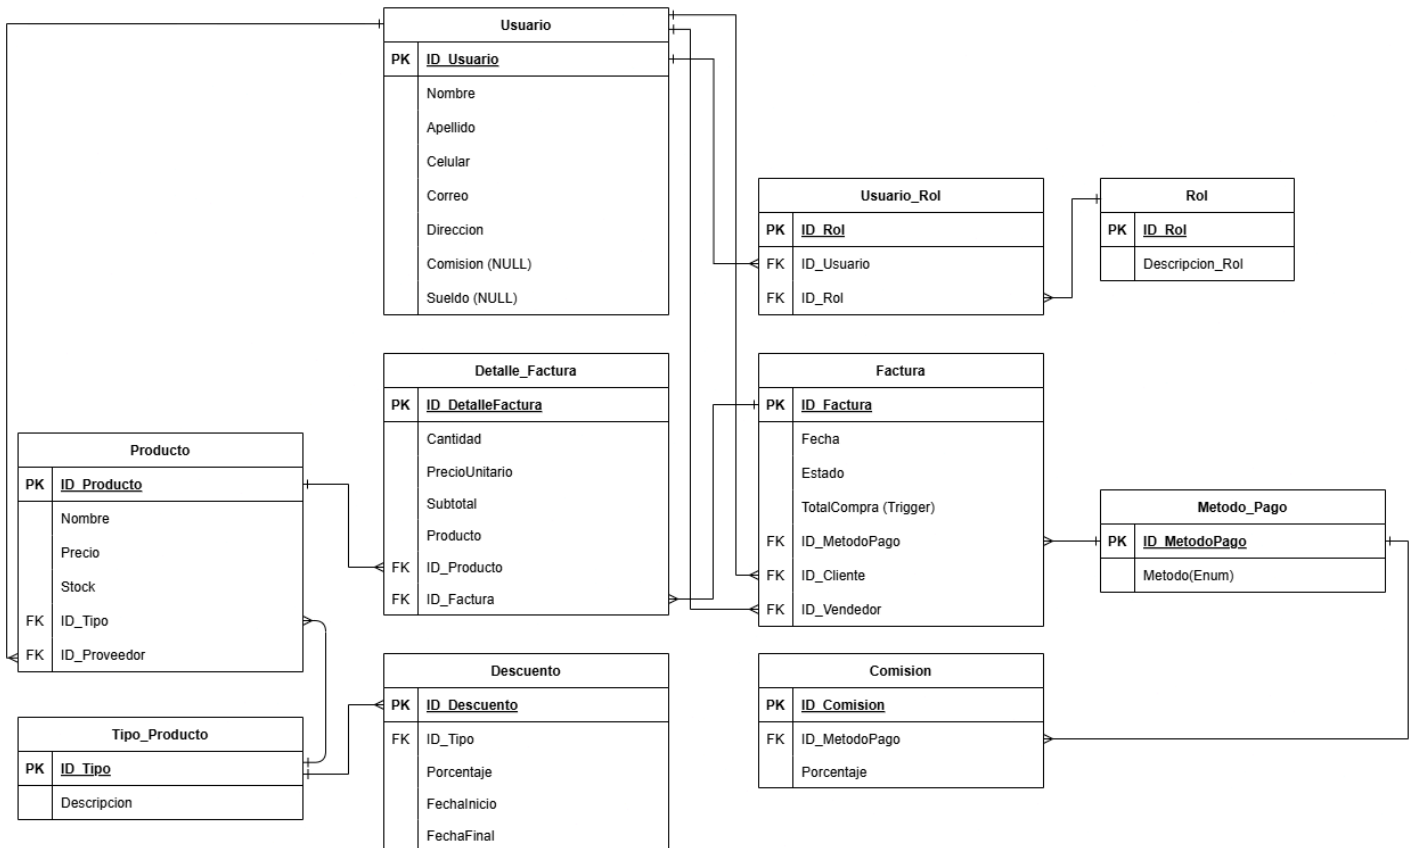 Usuario
PK ID_Usuario
Nombre
Apellido
Celular
Correo
Direccion
Comision (NULL)
Sueldo (NULL)
Usuario_Rol
PK ID_Rol
FK ID_Usuario
FK ID_Rol
Rol
PK ID_Rol
Descripcion_Rol
Detalle_Factura
PK ID_DetalleFactura
Cantidad
PrecioUnitario
Subtotal
Producto
FK ID_Producto
FK ID_Factura
Factura
PK ID_Factura
Fecha
Estado
TotalCompra (Trigger)
FK ID_MetodoPago
FK ID_Cliente
FK ID_Vendedor
Producto
PK ID_Producto
Nombre
Precio
Stock
FK ID_Tipo
FK ID_Proveedor
Metodo_Pago
PK ID_MetodoPago
Metodo(Enum)
Descuento
PK ID_Descuento
FK ID_Tipo
Porcentaje
FechaInicio
FechaFinal
Comision
PK ID_Comision
FK ID_MetodoPago
Porcentaje
Tipo_Producto
PK ID_Tipo
Descripcion